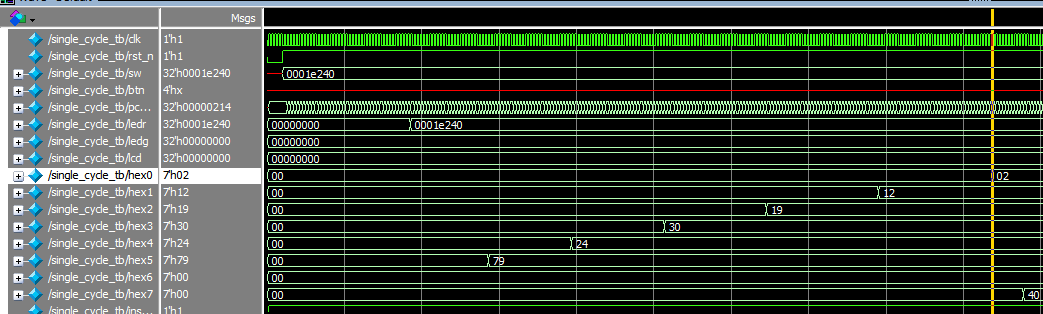 Msgs
/single_cycle_tb/clk 1'h1
/single_cycle_tb/rst_n 1'h1
/single_cycle_tb/sw 32'h0001e240 0001e240
/single_cycle_tb/btn 4'hx
/single_cycle_tb/pc... 32'h00000214
/single_cycle_tb/ledr 32'h0001e240 00000000 0001e240
/single_cycle_tb/ledg 32'h00000000 00000000
/single_cycle_tb/lcd 32'h00000000 00000000
/single_cycle_tb/hex0 7'h02 00 02
/single_cycle_tb/hex1 7'h12 00 12
/single_cycle_tb/hex2 7'h19 00 19
/single_cycle_tb/hex3 7'h30 00 30
/single_cycle_tb/hex4 7'h24 00 24
/single_cycle_tb/hex5 7'h79 00 79
/single_cycle_tb/hex6 7'h00 00
/single_cycle_tb/hex7 7'h00 00 40
/single_cycle_tb/ins... 1'h1